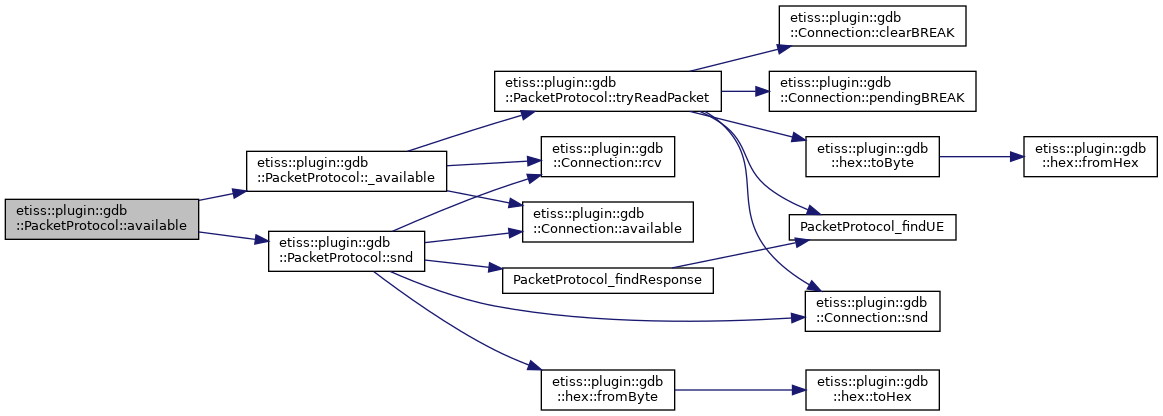 etiss::plugin::gdb
::PacketProtocol::available
etiss::plugin::gdb
::PacketProtocol::_available
etiss::plugin::gdb
::PacketProtocol::snd
etiss::plugin::gdb
::PacketProtocol::tryReadPacket
etiss::plugin::gdb
::Connection::rcv
etiss::plugin::gdb
::Connection::available
PacketProtocol_findResponse
etiss::plugin::gdb
::hex::fromByte
etiss::plugin::gdb
::Connection::clearBREAK
etiss::plugin::gdb
::Connection::pendingBREAK
etiss::plugin::gdb
::hex::toByte
PacketProtocol_findUE
etiss::plugin::gdb
::Connection::snd
etiss::plugin::gdb
::hex::toHex
etiss::plugin::gdb
::hex::fromHex